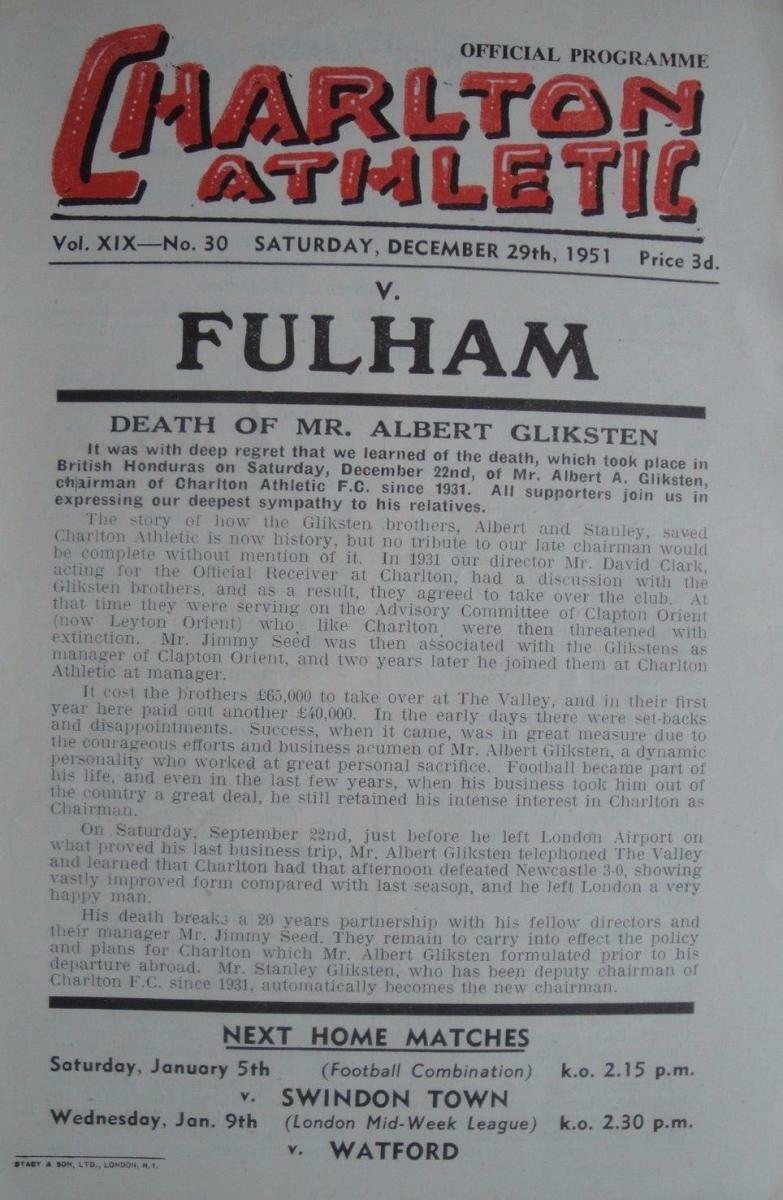 OFFICIAL PROGRAMME
CHARLTON
ATHLETIC
Vol. XIX—No. 30 SATURDAY, DECEMBER 29th, 1951 Price 3d.
V.
FULHAM
DEATH OF MR. ALBERT GLIKSTEN
It was with deep regret that we learned of the death, which took place in
British Honduras on Saturday, December 22nd, of Mr. Albert A. Gliksten,
chairman of Charlton Athletic F.C. since 1931. All supporters join us in
expressing our deepest sympathy to his relatives.
The story of how the Gliksten brothers, Albert and Stanley, saved
Charlton Athletic is now history, but no tribute to our late chairman would
be complete without mention of it. In 1931 our director Mr. David Clark,
acting for the Official Receiver at Charlton, had a discussion with the
Gliksten brothers, and as a result, they agreed to take over the club. At
that time they were serving on the Advisory Committee of Clapton Orient
(now Leyton Orient) who, like Charlton, were then threatened with
extinction. Mr. Jimmy Seed was then associated with the Glikstens as
manager of Clapton Orient, and two years later he joined them at Charlton
Athletic at manager.
It cost the brothers £65,000 to take over at The Valley, and in their first
year here paid out another £40,000. In the early days there were set-backs
and disappointments. Success, when it came, was in great measure due to
the courageous efforts and business acumen of Mr. Albert Gliksten, a dynamic
personality who worked at great personal sacrifice. Football became part of
his life, and even in the last few years, when his business took him out of
the country a great deal, he still retained his intense interest in Charlton as
Chairman.
On Saturday, September 22nd, just before he left London Airport on
what proved his last business trip, Mr. Albert Gliksten telephoned The Valley
and learned that Charlton had that afternoon defeated Newcastle 3-0, showing
vastly improved form compared with last season, and he left London a very
happy man.
His death breaks a 20 years partnership with his fellow directors and
their manager Mr. Jimmy Seed. They remain to carry into effect the policy
and plans for Charlton which Mr. Albert Gliksten formulated prior to his
departure abroad. Mr. Stanley Gliksten, who has been deputy chairman of
Charlton F.C. since 1931, automatically becomes the new chairman.
NEXT HOME MATCHES
Saturday, January 5th (Football Combination) k.o. 2.15 p.m.
v. SWINDON TOWN
Wednesday, Jan. 9th (London Mid-Week League) k.o. 2.30 p.m.
v. WATFORD
STACY & SON, LTD., LONDON, N.1.